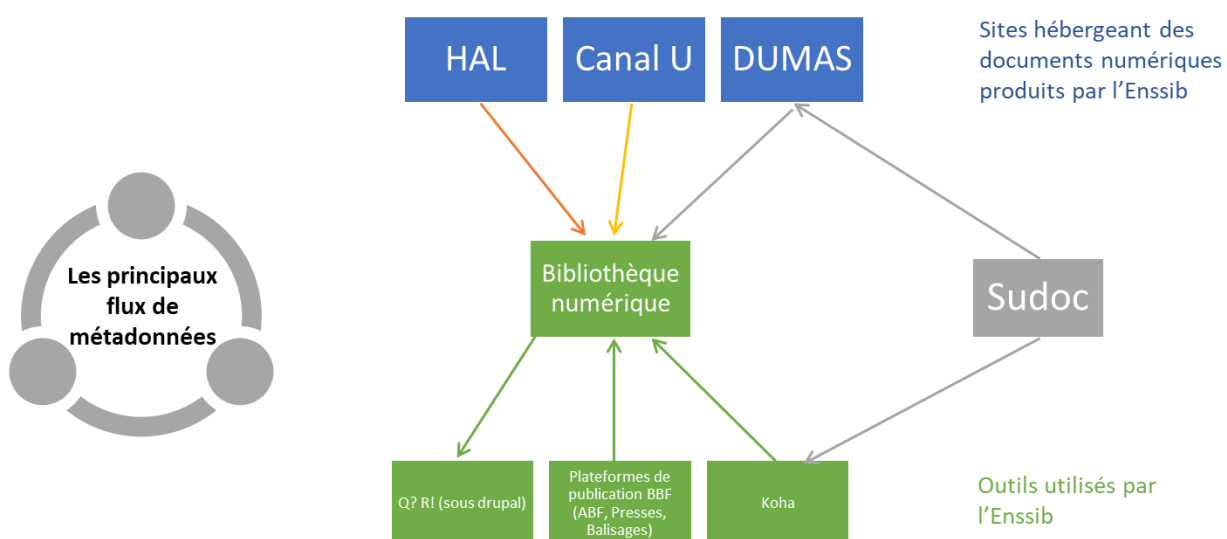 HAL
Canal U
DUMAS
Sites hébergeant des
documents numériques
produits par l'Enssib
Les principaux
flux de
métadonnées
Bibliothèque
numérique
Sudoc
Q? R! (sous drupal)
Plateformes de
publication BBF
(ABF, Presses,
Balisages)
Koha
Outils utilisés par
l'Enssib